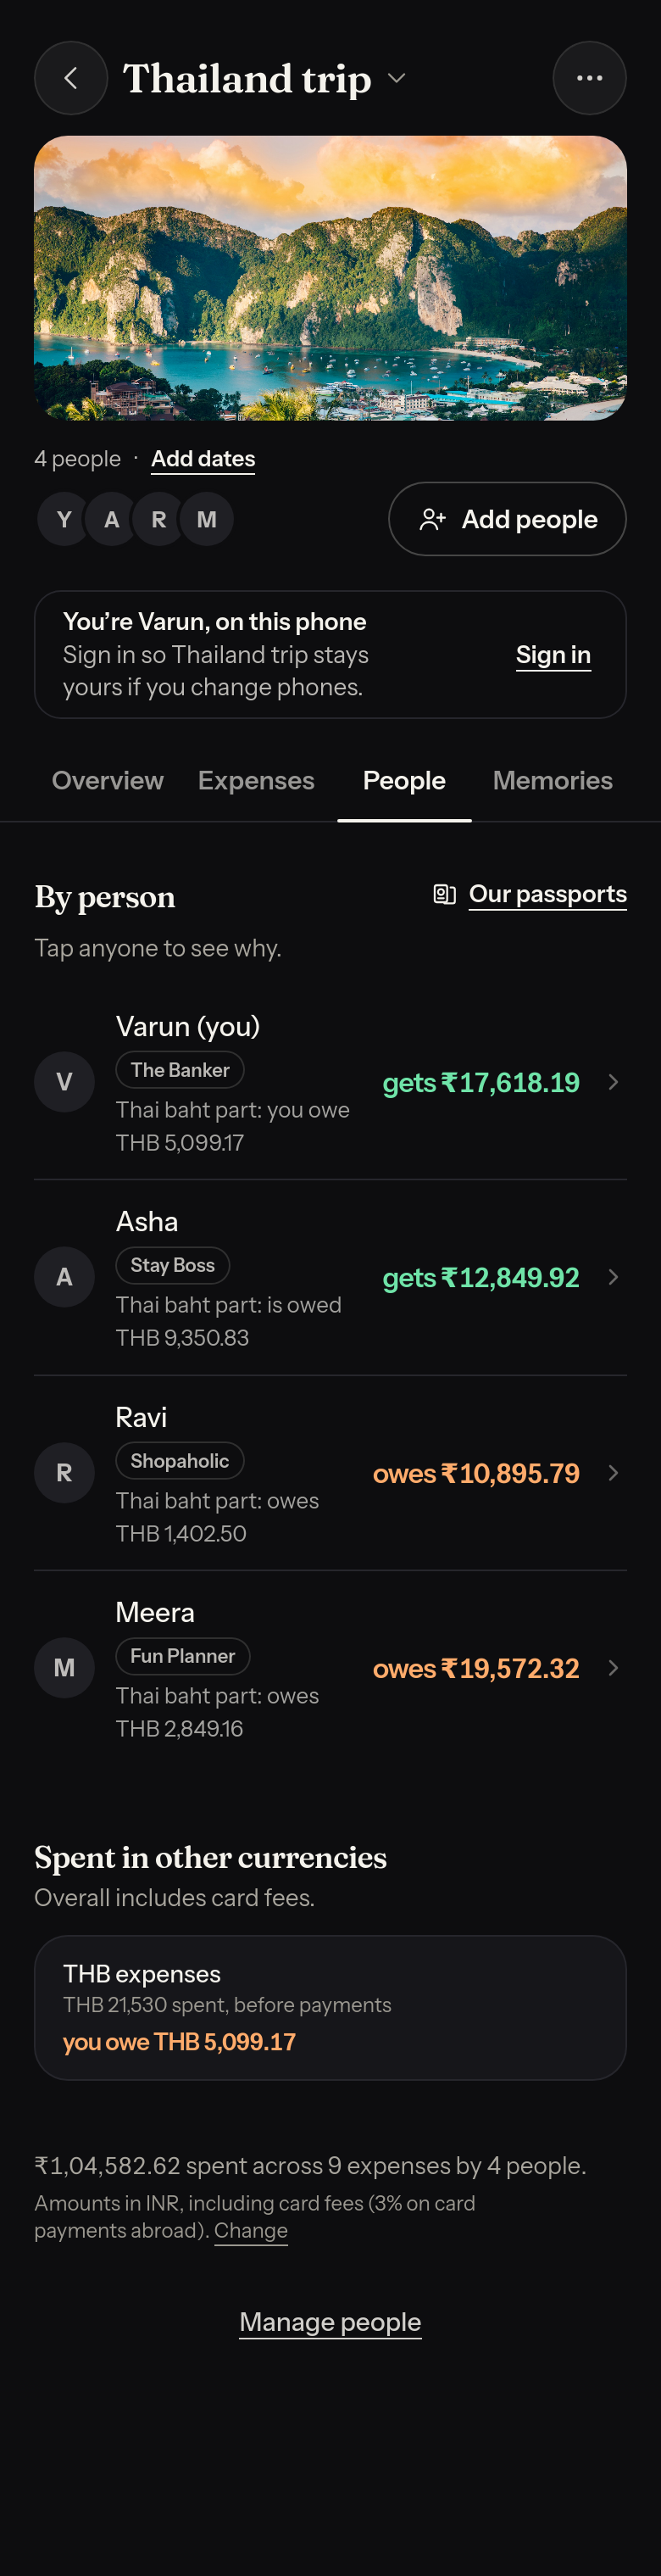 Thailand trip
4 people · Add dates
Y A R M
Add people
You’re Varun, on this phone
Sign in so Thailand trip stays
yours if you change phones.
Sign in
Overview Expenses People Memories
By person
Our passports
Tap anyone to see why.
V
Varun (you)
The Banker
Thai baht part: you owe
THB 5,099.17
gets ₹17,618.19
A
Asha
Stay Boss
Thai baht part: is owed
THB 9,350.83
gets ₹12,849.92
R
Ravi
Shopaholic
Thai baht part: owes
THB 1,402.50
owes ₹10,895.79
M
Meera
Fun Planner
Thai baht part: owes
THB 2,849.16
owes ₹19,572.32
Spent in other currencies
Overall includes card fees.
THB expenses
THB 21,530 spent, before payments
you owe THB 5,099.17
₹1,04,582.62 spent across 9 expenses by 4 people.
Amounts in INR, including card fees (3% on card
payments abroad). Change
Manage people